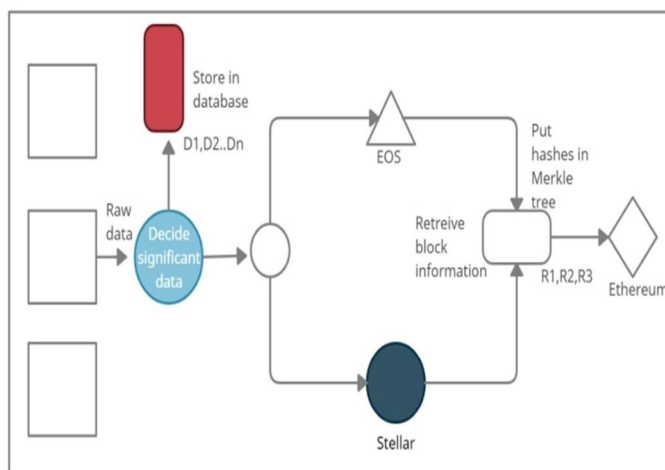 Store in
database
D1,D2..Dn
Raw
data
Decide
significant
data
EOS
Put
hashes in
Merkle
tree
Retreive
block
information
R1,R2,R3
Ethereum
Stellar